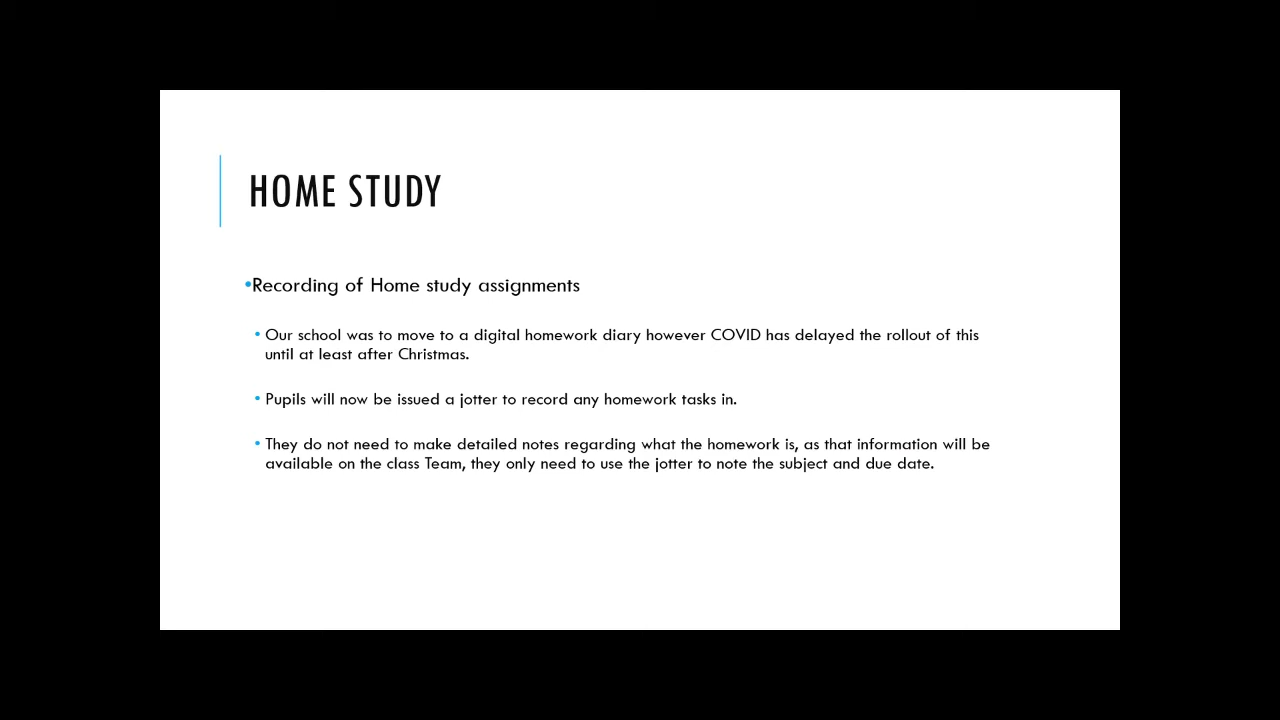 HOME STUDY
•Recording of Home study assignments
• Our school was to move to a digital homework diary however COVID has delayed the rollout of this
until at least after Christmas.
• Pupils will now be issued a jotter to record any homework tasks in.
• They do not need to make detailed notes regarding what the homework is, as that information will be
available on the class Team, they only need to use the jotter to note the subject and due date.